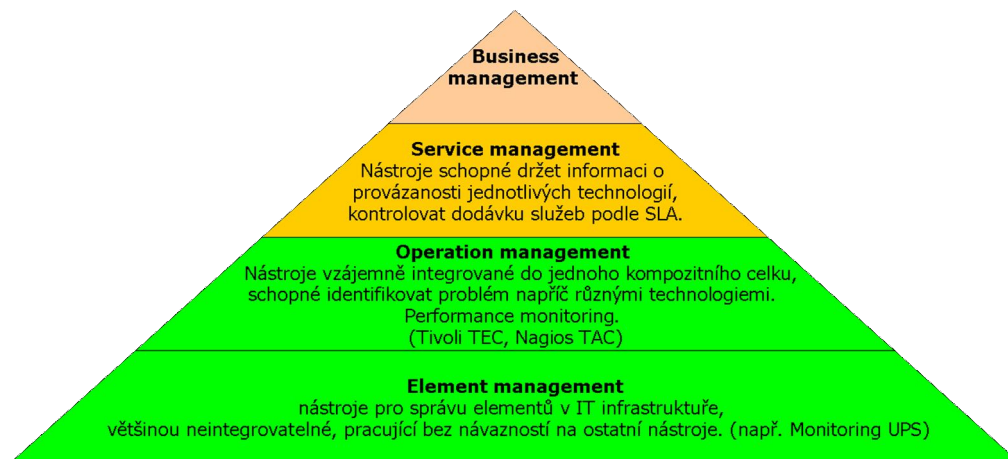 Business
management
Service management
Nástroje schopné držet informaci o
provázanosti jednotlivých technologií,
kontrolovat dodávku služeb podle SLA.
Operation management
Nástroje vzájemně integrované do jednoho kompozitního celku,
schopné identifikovat problém napříč různými technologiemi.
Performance monitoring.
(Tivoli TEC, Nagios TAC)
Element management
nástroje pro správu elementů v IT infrastruktuře,
většinou neintegrovatelné, pracující bez návazností na ostatní nástroje. (např. Monitoring UPS)